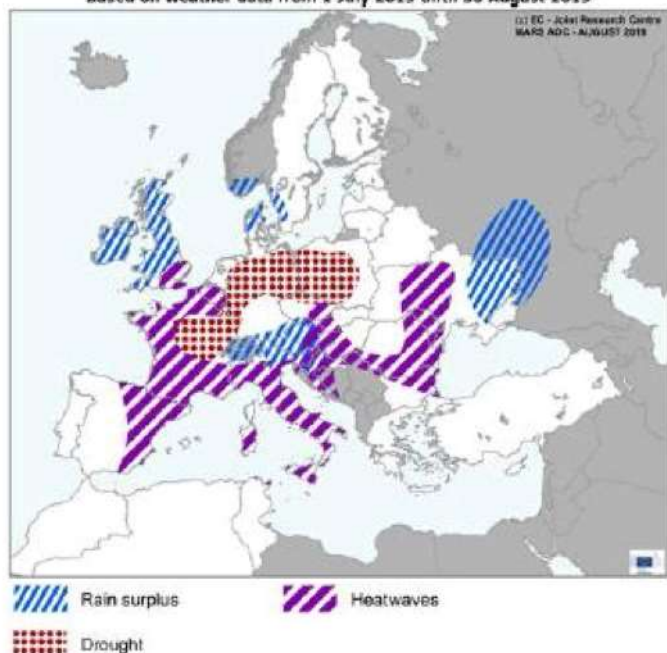 Based on weather data from 1 July 2019 until 30 August 2019
(c) EC - Joint Research Centre
MARS AOC - AUGUST 2019
Rain surplus
Heatwaves
Drought